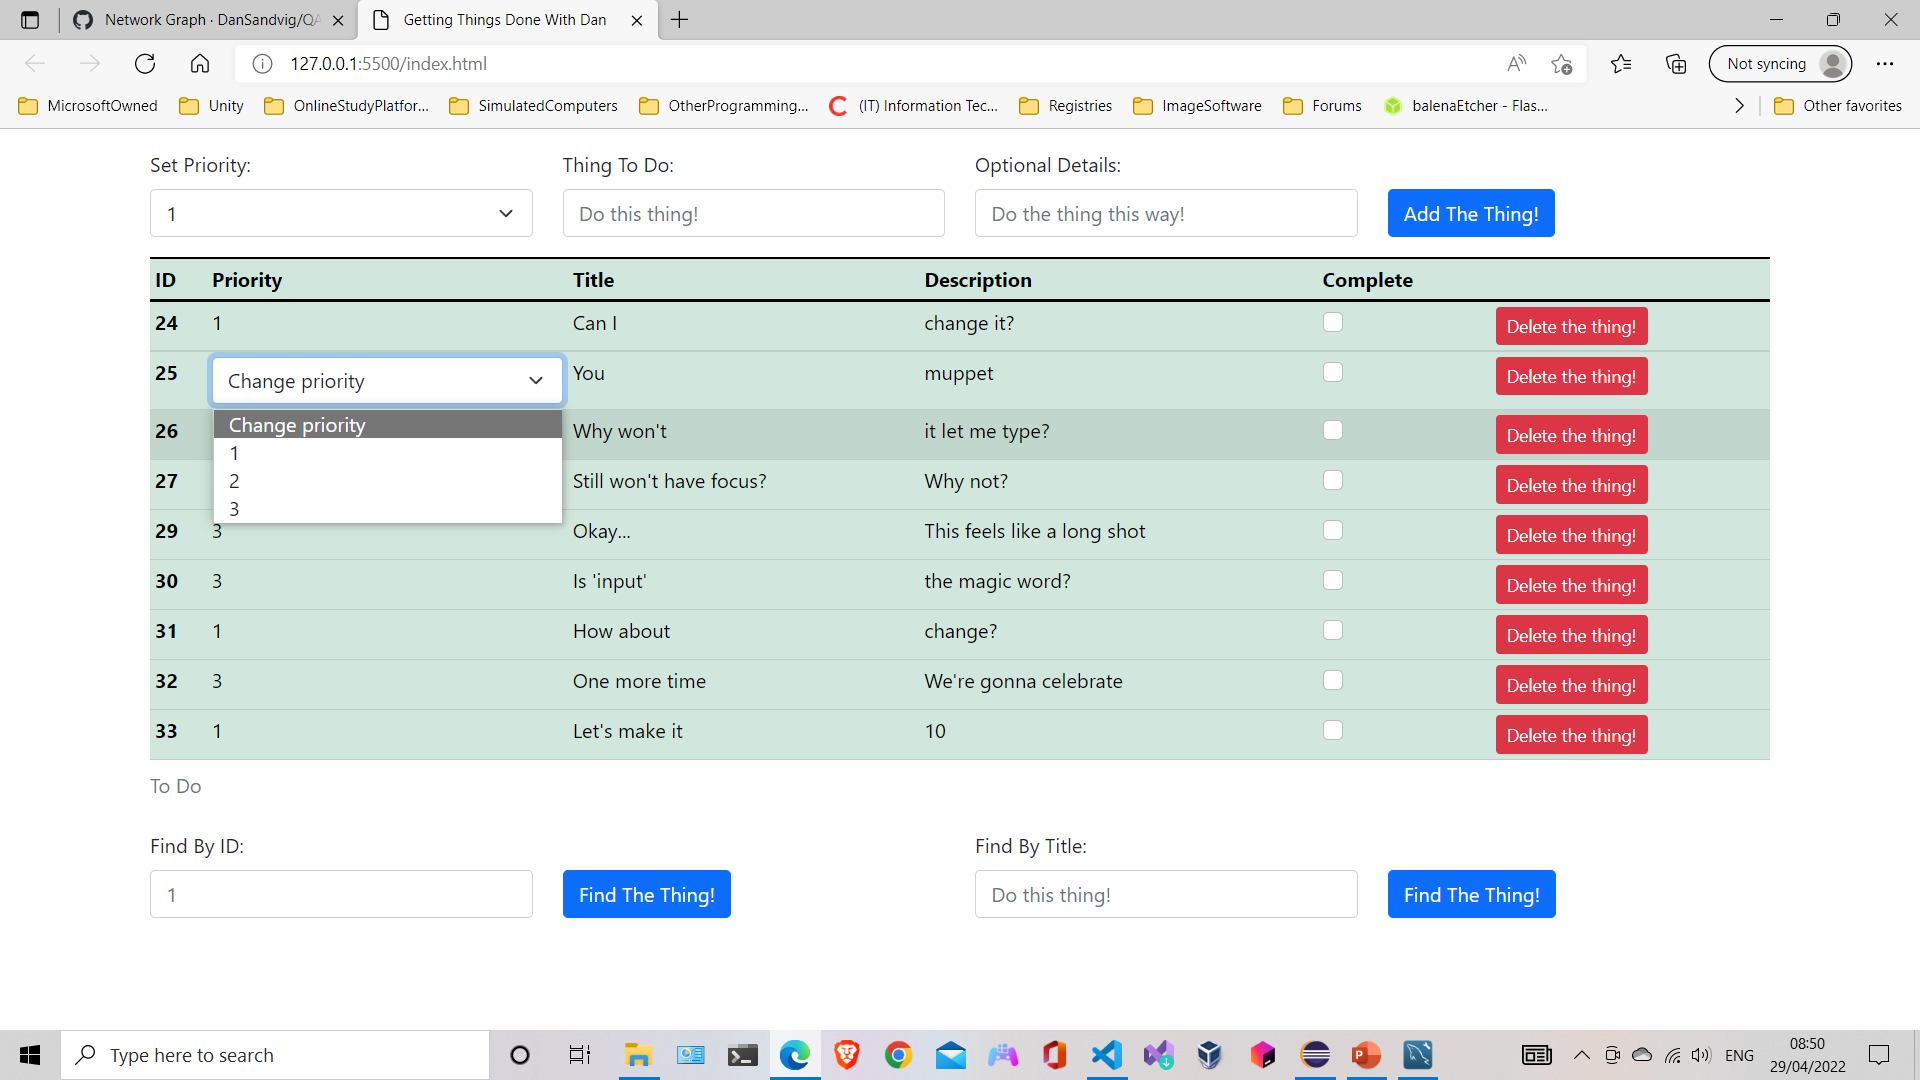 Network Graph · DanSandvig/QA
Getting Things Done With Dan
127.0.0.1:5500/index.html
Not syncing
MicrosoftOwned
Unity
OnlineStudyPlatfor...
SimulatedComputers
OtherProgramming...
(IT) Information Tec...
Registries
ImageSoftware
Forums
balenaEtcher - Flas...
Other favorites
Set Priority:
Thing To Do:
Optional Details:
1
Do this thing!
Do the thing this way!
Add The Thing!
ID Priority Title Description Complete
24 1 Can I change it? Delete the thing!
25 Change priority You muppet Delete the thing!
Change priority
26 Why won't it let me type? Delete the thing!
1
2
27 Still won't have focus? Why not? Delete the thing!
3
29 3 Okay... This feels like a long shot Delete the thing!
30 3 Is 'input' the magic word? Delete the thing!
31 1 How about change? Delete the thing!
32 3 One more time We're gonna celebrate Delete the thing!
33 1 Let's make it 10 Delete the thing!
To Do
Find By ID:
Find By Title:
1
Find The Thing!
Do this thing!
Find The Thing!
Type here to search
ENG
08:50
29/04/2022